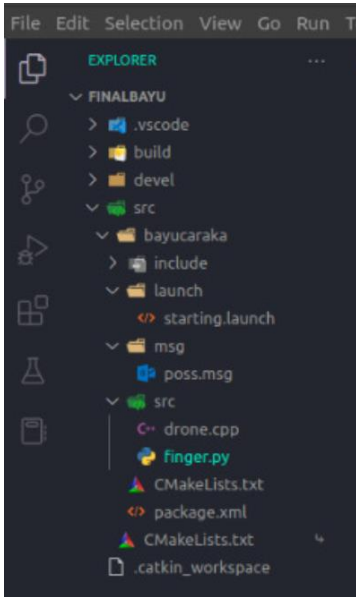 File Edit Selection View Go Run
EXPLORER ...
FINALBAYU
.vscode
build
devel
src
bayucaraka
include
launch
starting.launch
msg
poss.msg
src
drone.cpp
finger.py
CMakeLists.txt
package.xml
CMakeLists.txt
.catkin_workspace